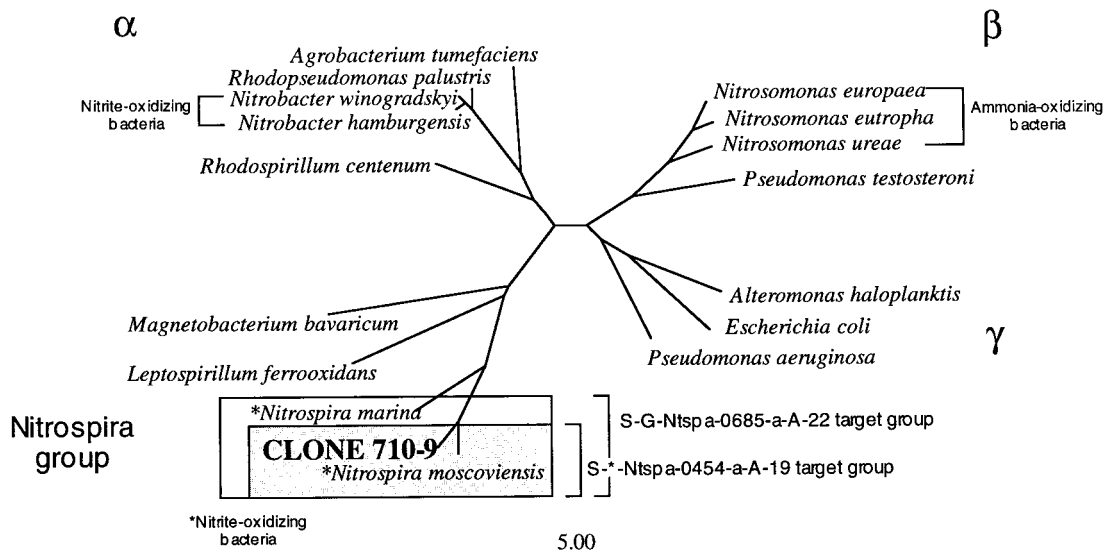 α
β
Agrobacterium tumefaciens
Rhodopseudomonas palustris
Nitrite-oxidizing
bacteria
Nitrobacter winogradskyi
Nitrobacter hamburgensis
Rhodospirillum centenum
Nitrosomonas europaea
Nitrosomonas eutropha
Nitrosomonas ureae
Ammonia-oxidizing
bacteria
Pseudomonas testosteroni
Alteromonas haloplanktis
Escherichia coli
Pseudomonas aeruginosa
γ
Magnetobacterium bavaricum
Leptospirillum ferrooxidans
Nitrospira
group
*Nitrospira marina
CLONE 710-9
*Nitrospira moscoviensis
S-G-Ntspa-0685-a-A-22 target group
S-*-Ntspa-0454-a-A-19 target group
*Nitrite-oxidizing
bacteria
5.00